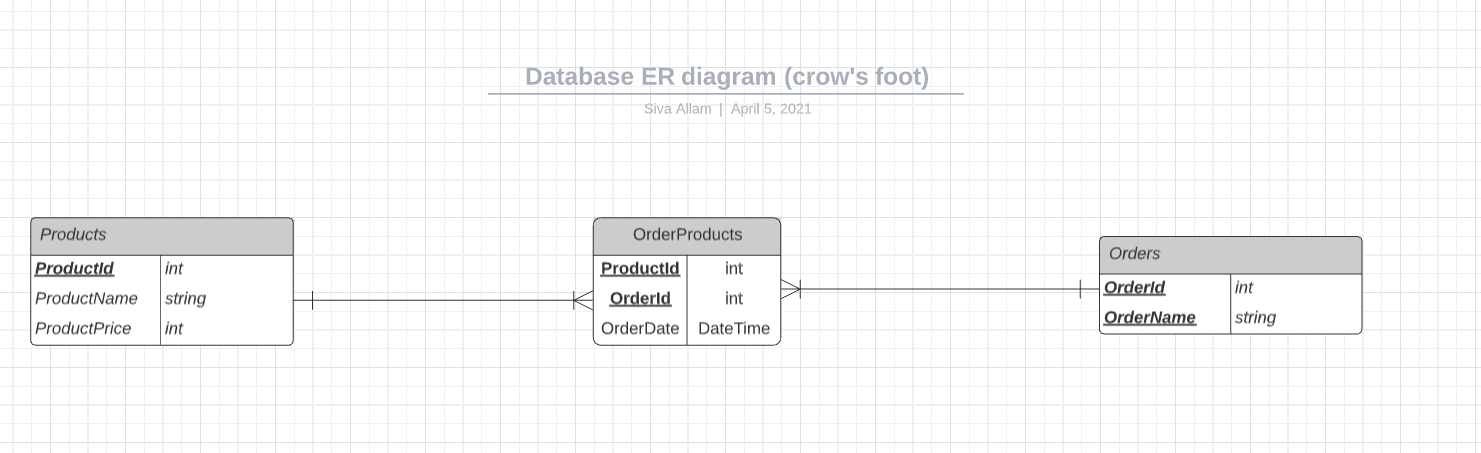 Database ER diagram (crow's foot)
Siva Allam | April 5, 2021
Products
ProductId int
ProductName string
ProductPrice int
OrderProducts
ProductId int
OrderId int
OrderDate DateTime
Orders
OrderId int
OrderName string